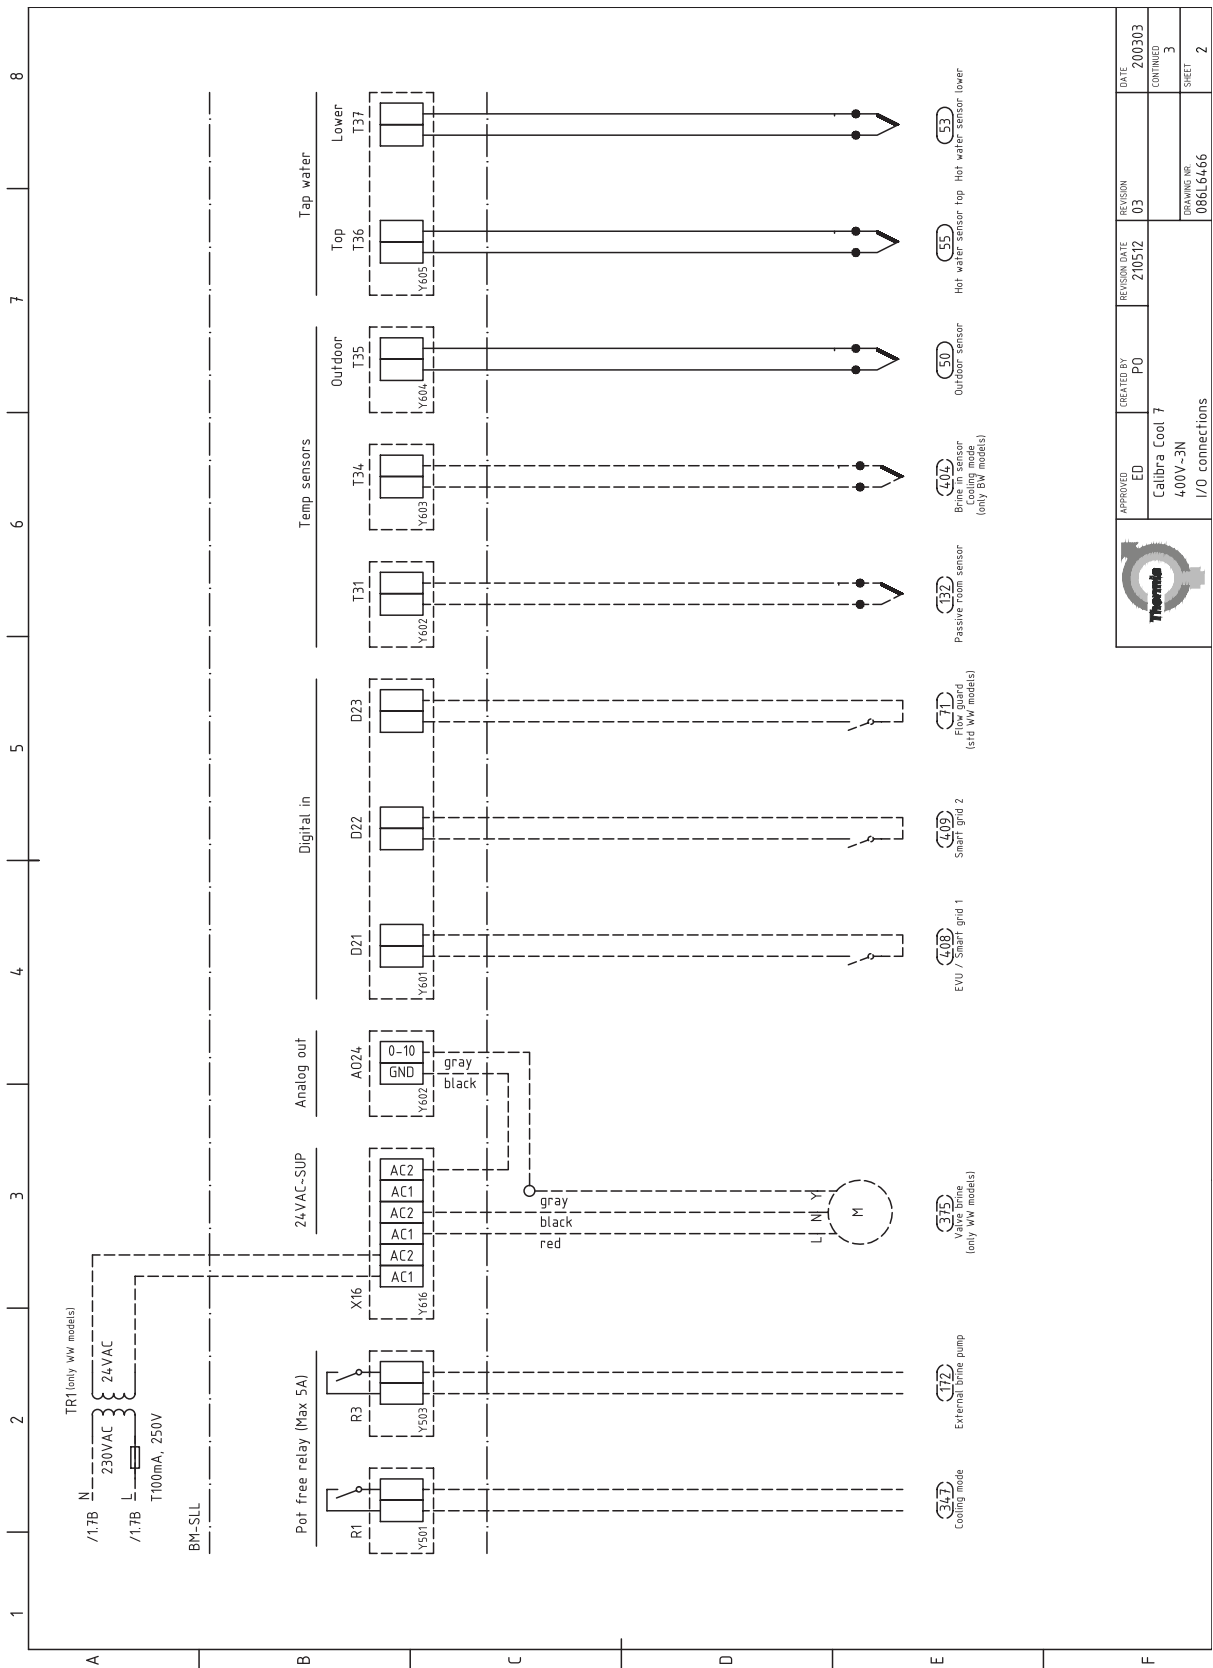 1
2
3
4
5
6
7
8
A
B
C
D
E
F
TR1 (only WW models)
/1.7B N
230VAC
24VAC
/1.7B L
T100mA, 250V
BM-SLL
Pot free relay (Max 5A)
24VAC~SUP
Analog out
Digital in
Temp sensors
Outdoor
Tap water
Top
Lower
R1
R3
X16
AO24
D21
D22
D23
T31
T34
T35
T36
T37
AC1
AC2
AC1
AC2
AC1
AC2
GND
0-10
Y501
Y503
Y616
Y602
Y601
Y602
Y603
Y604
Y605
gray
black
gray
black
red
L N Y
M
347
Cooling mode
172
External brine pump
375
Valve brine
(only WW models)
408
EVU / Smart grid 1
409
Smart grid 2
71
Flow guard
(std WW models)
132
Passive room sensor
404
Brine in sensor
Cooling mode
(only BW models)
50
Outdoor sensor
55
Hot water sensor top
53
Hot water sensor lower
Thermia
APPROVED
ED
CREATED BY
PO
REVISION DATE
210512
REVISION
03
DATE
200303
Calibra Cool 7
400V~3N
I/O connections
CONTINUED
3
DRAWING NR.
086L6466
SHEET
2